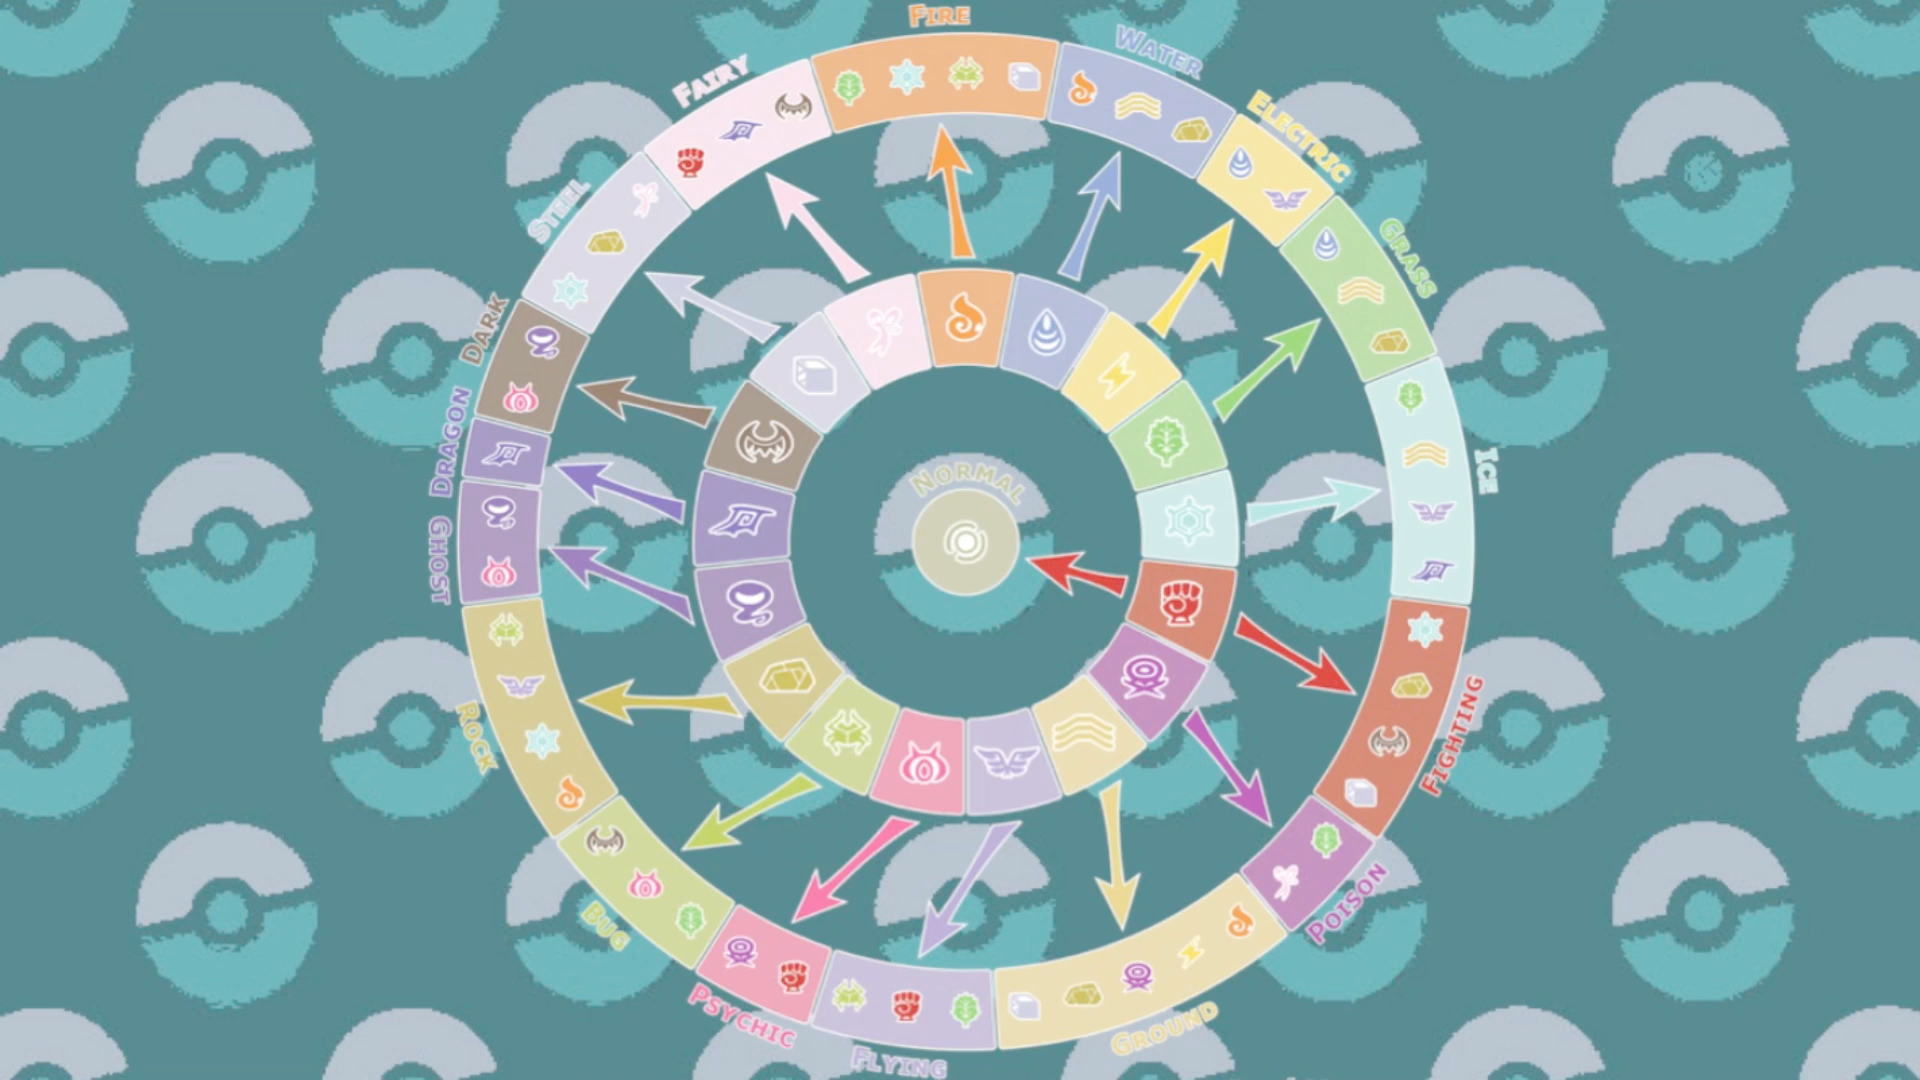 FIRE
WATER
ELECTRIC
GRASS
ICE
FIGHTING
POISON
GROUND
FLYING
PSYCHIC
BUG
ROCK
GHOST
DRAGON
DARK
STEEL
FAIRY
NORMAL